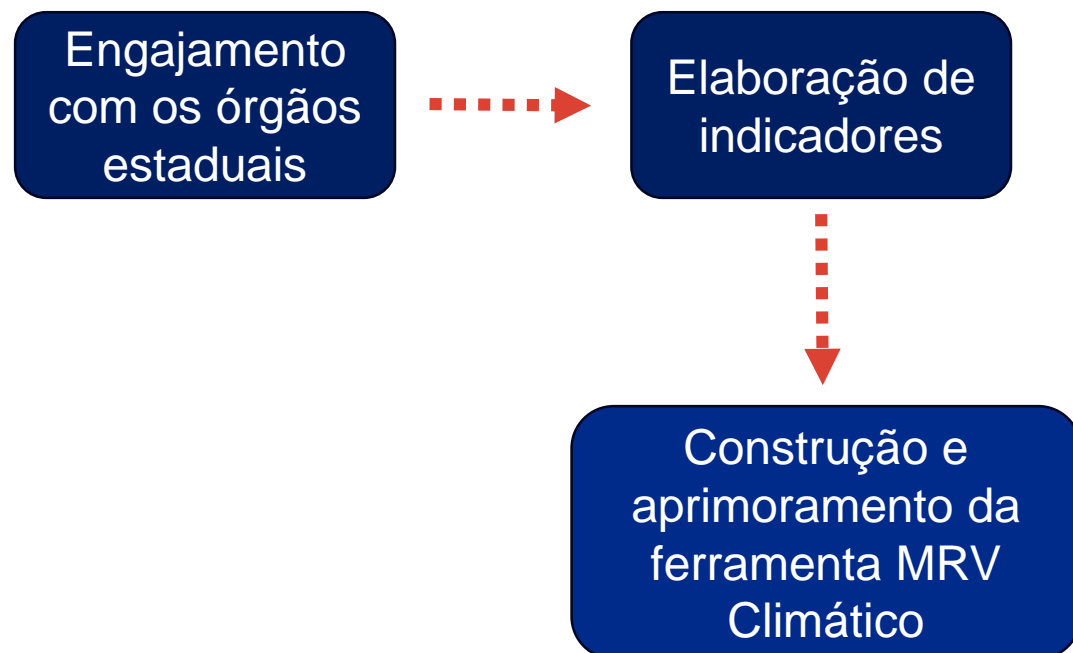 Engajamento
com os órgãos
estaduais
Elaboração de
indicadores
Construção e
aprimoramento da
ferramenta MRV
Climático